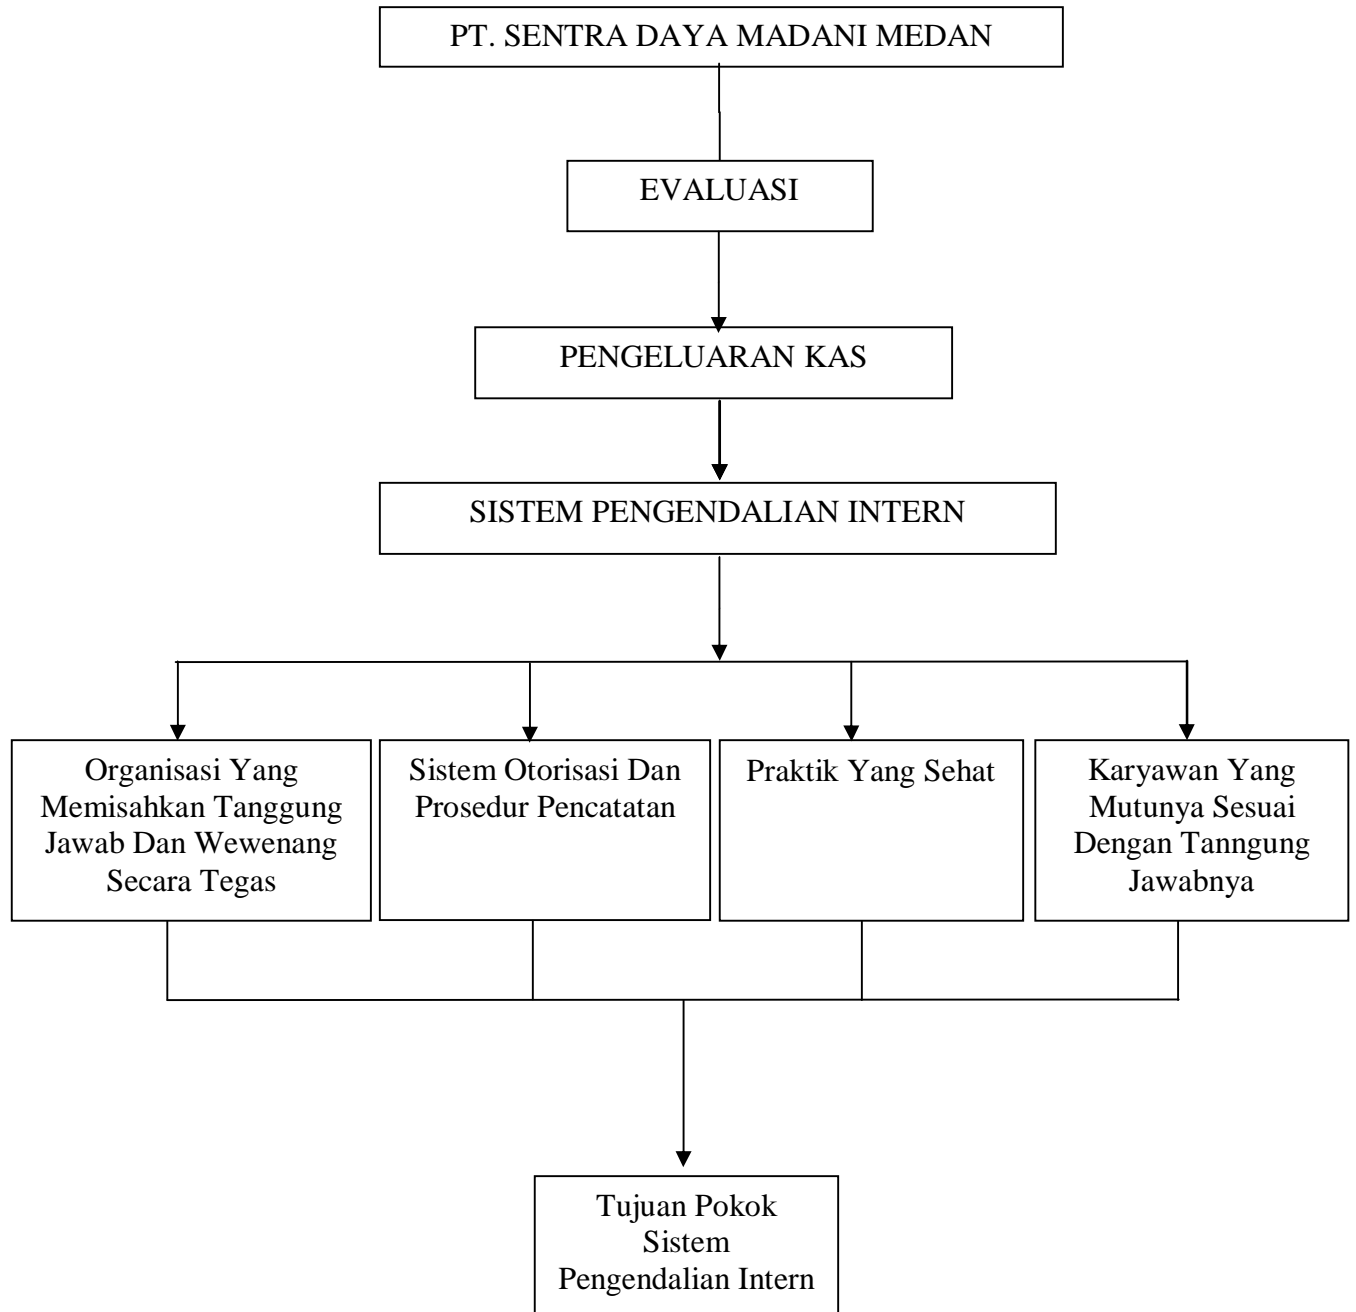 PT. SENTRA DAYA MADANI MEDAN
EVALUASI
PENGELUARAN KAS
SISTEM PENGENDALIAN INTERN
Organisasi Yang
Memisahkan Tanggung
Jawab Dan Wewenang
Secara Tegas
Sistem Otorisasi Dan
Prosedur Pencatatan
Praktik Yang Sehat
Karyawan Yang
Mutunya Sesuai
Dengan Tanngung
Jawabnya
Tujuan Pokok
Sistem
Pengendalian Intern